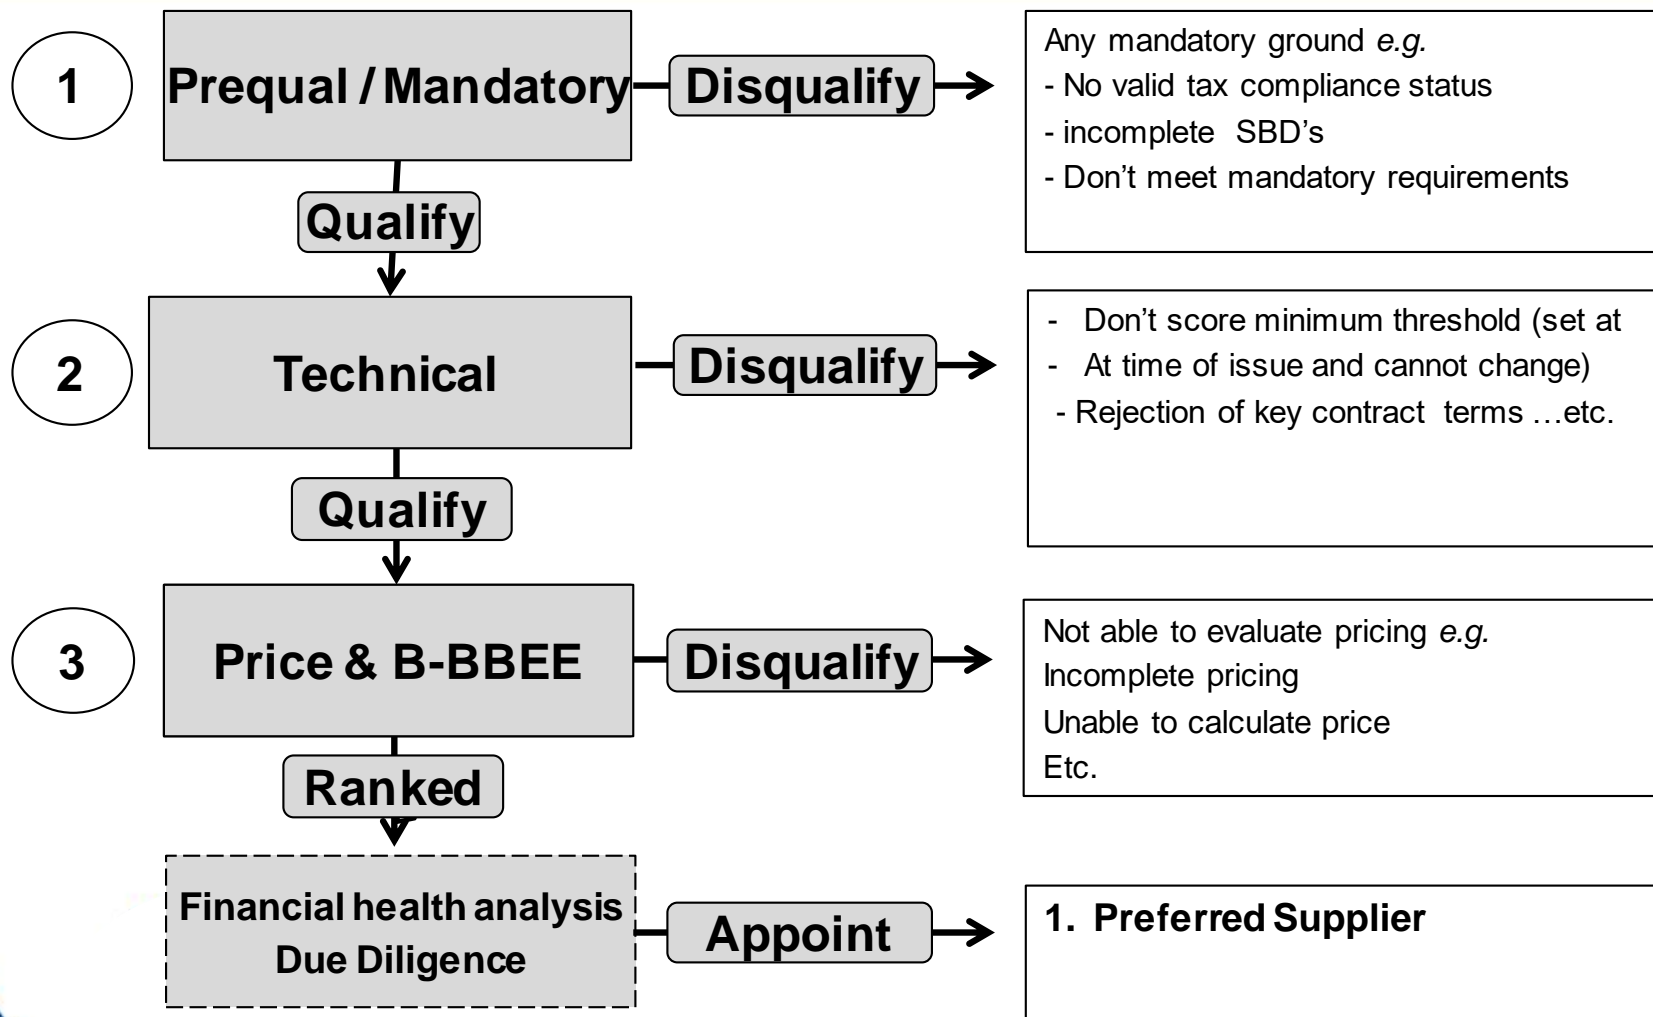 1
Prequal / Mandatory
Disqualify
Any mandatory ground e.g.
- No valid tax compliance status
- incomplete SBD's
- Don't meet mandatory requirements
Qualify
2
Technical
Disqualify
- Don't score minimum threshold (set at
- At time of issue and cannot change)
- Rejection of key contract terms …etc.
Qualify
3
Price & B-BBEE
Disqualify
Not able to evaluate pricing e.g.
Incomplete pricing
Unable to calculate price
Etc.
Ranked
Financial health analysis
Due Diligence
Appoint
1. Preferred Supplier